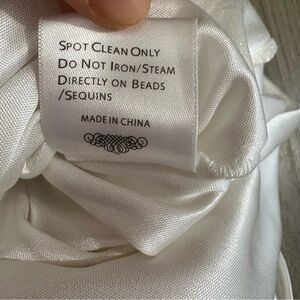 Spot Clean Only
Do Not Iron/Steam
Directly on Beads
/Sequins
MADE IN CHINA